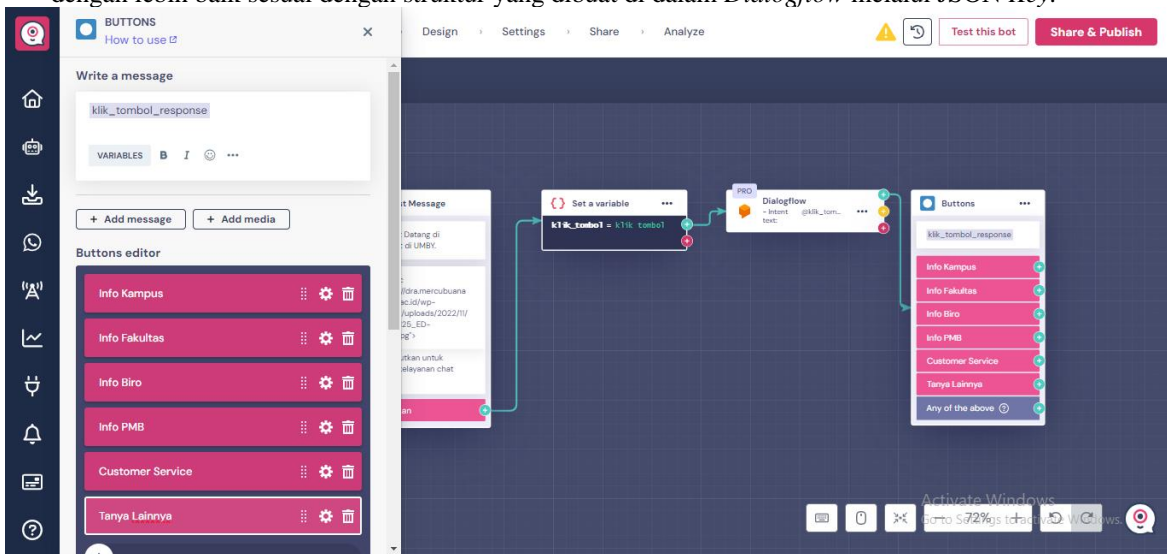 dengan lebih baik sesuai dengan struktur yang dibuat di dalam Dialogflow melalui JSON Key.
BUTTONS
How to use
Design
Settings
Share
Analyze
Test this bot
Share & Publish
Write a message
klik_tombol_response
VARIABLES B I
+ Add message
+ Add media
Buttons editor
Info Kampus
Info Fakultas
Info Biro
Info PMB
Customer Service
Tanya Lainnya
t Message
Datang di
di UMBY.
//dra.mercubuana
ac.id/wp-
/uploads/2022/11/
25_ED-
pg">
utkan untuk
elayanan chat
an
{} Set a variable
klik_tombol = klik tombol
PRO
Dialogflow
- Intent @klik_tom...
text:
Buttons
klik_tombol_response
Info Kampus
Info Fakultas
Info Biro
Info PMB
Customer Service
Tanya Lainnya
Any of the above
Activate Windows
Go to Settings to activate Windows.
72%